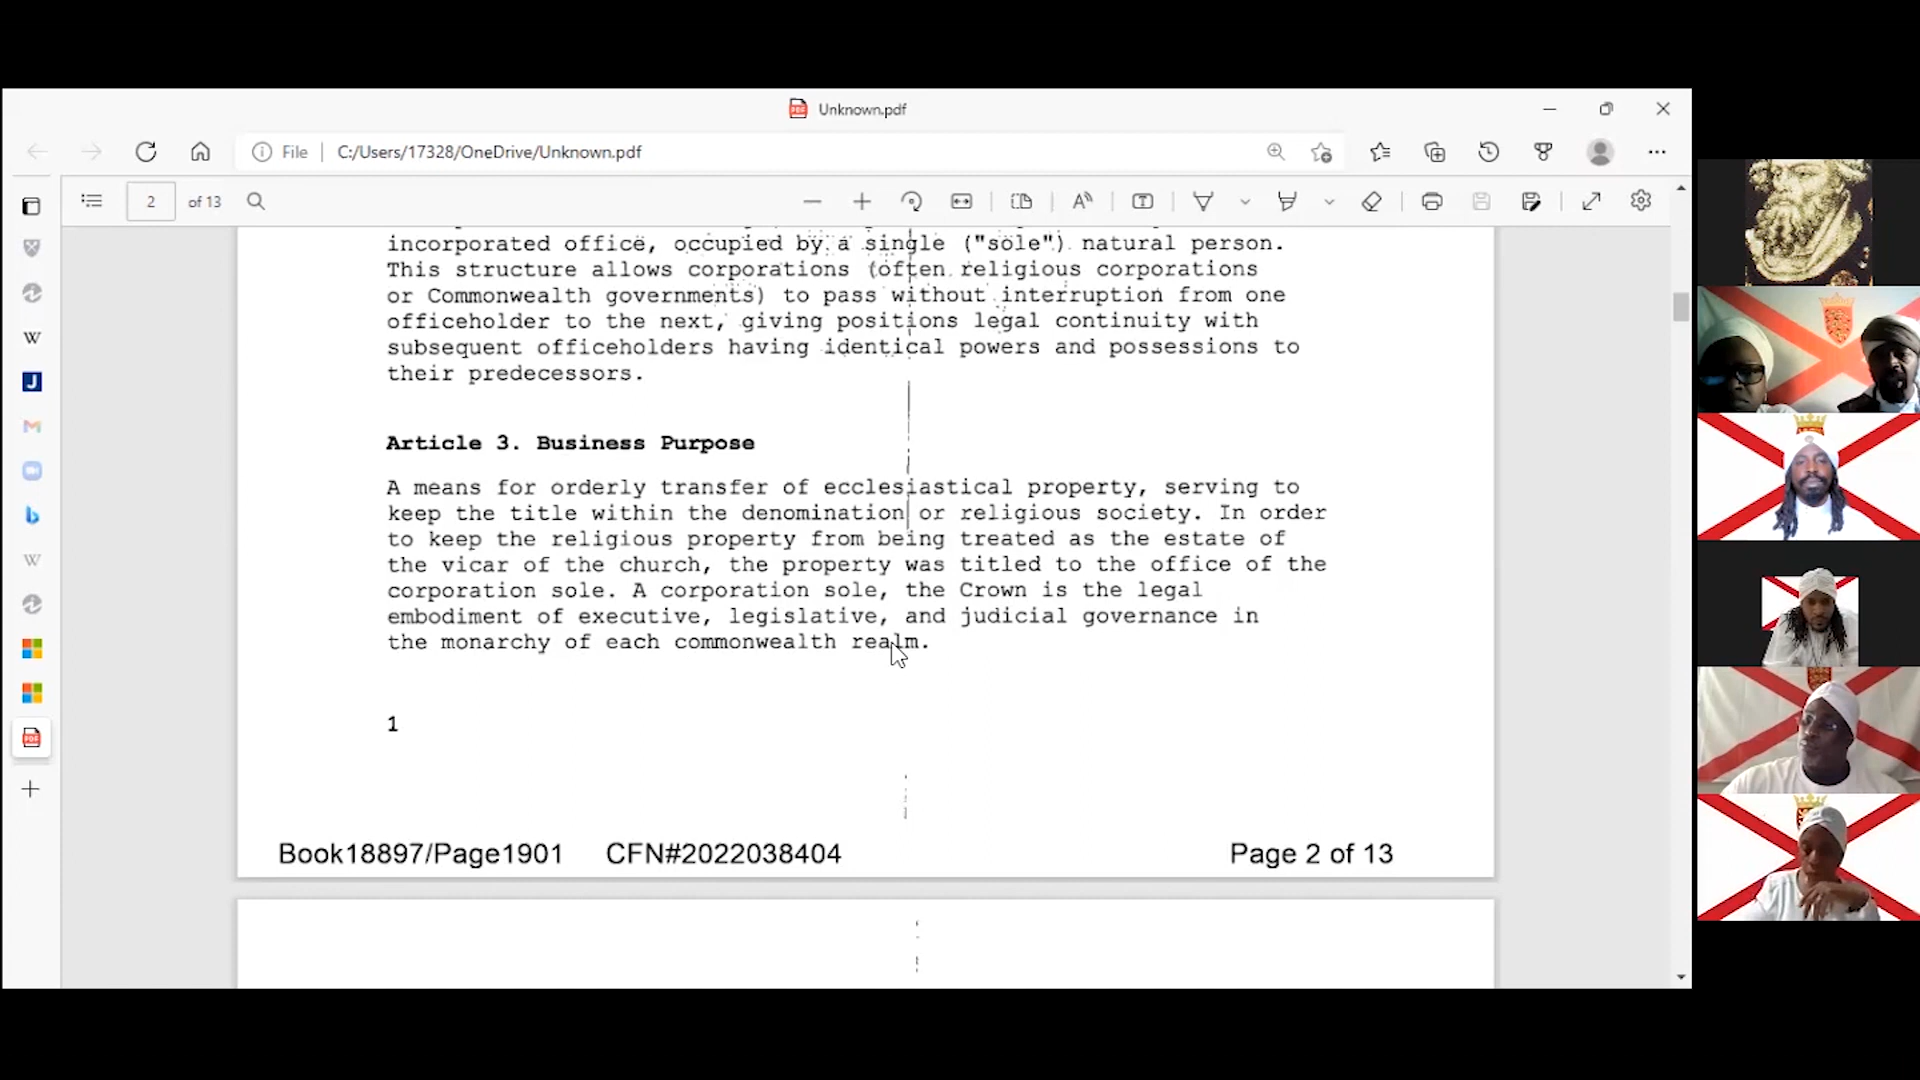 Unknown.pdf
File
C:/Users/17328/OneDrive/Unknown.pdf
2
of 13
incorporated office, occupied by a single ("sole") natural person.
This structure allows corporations (often religious corporations
or Commonwealth governments) to pass without interruption from one
officeholder to the next, giving positions legal continuity with
subsequent officeholders having identical powers and possessions to
their predecessors.
Article 3. Business Purpose
A means for orderly transfer of ecclesiastical property, serving to
keep the title within the denomination or religious society. In order
to keep the religious property from being treated as the estate of
the vicar of the church, the property was titled to the office of the
corporation sole. A corporation sole, the Crown is the legal
embodiment of executive, legislative, and judicial governance in
the monarchy of each commonwealth realm.
1
Book18897/Page1901 CFN#2022038404 Page 2 of 13